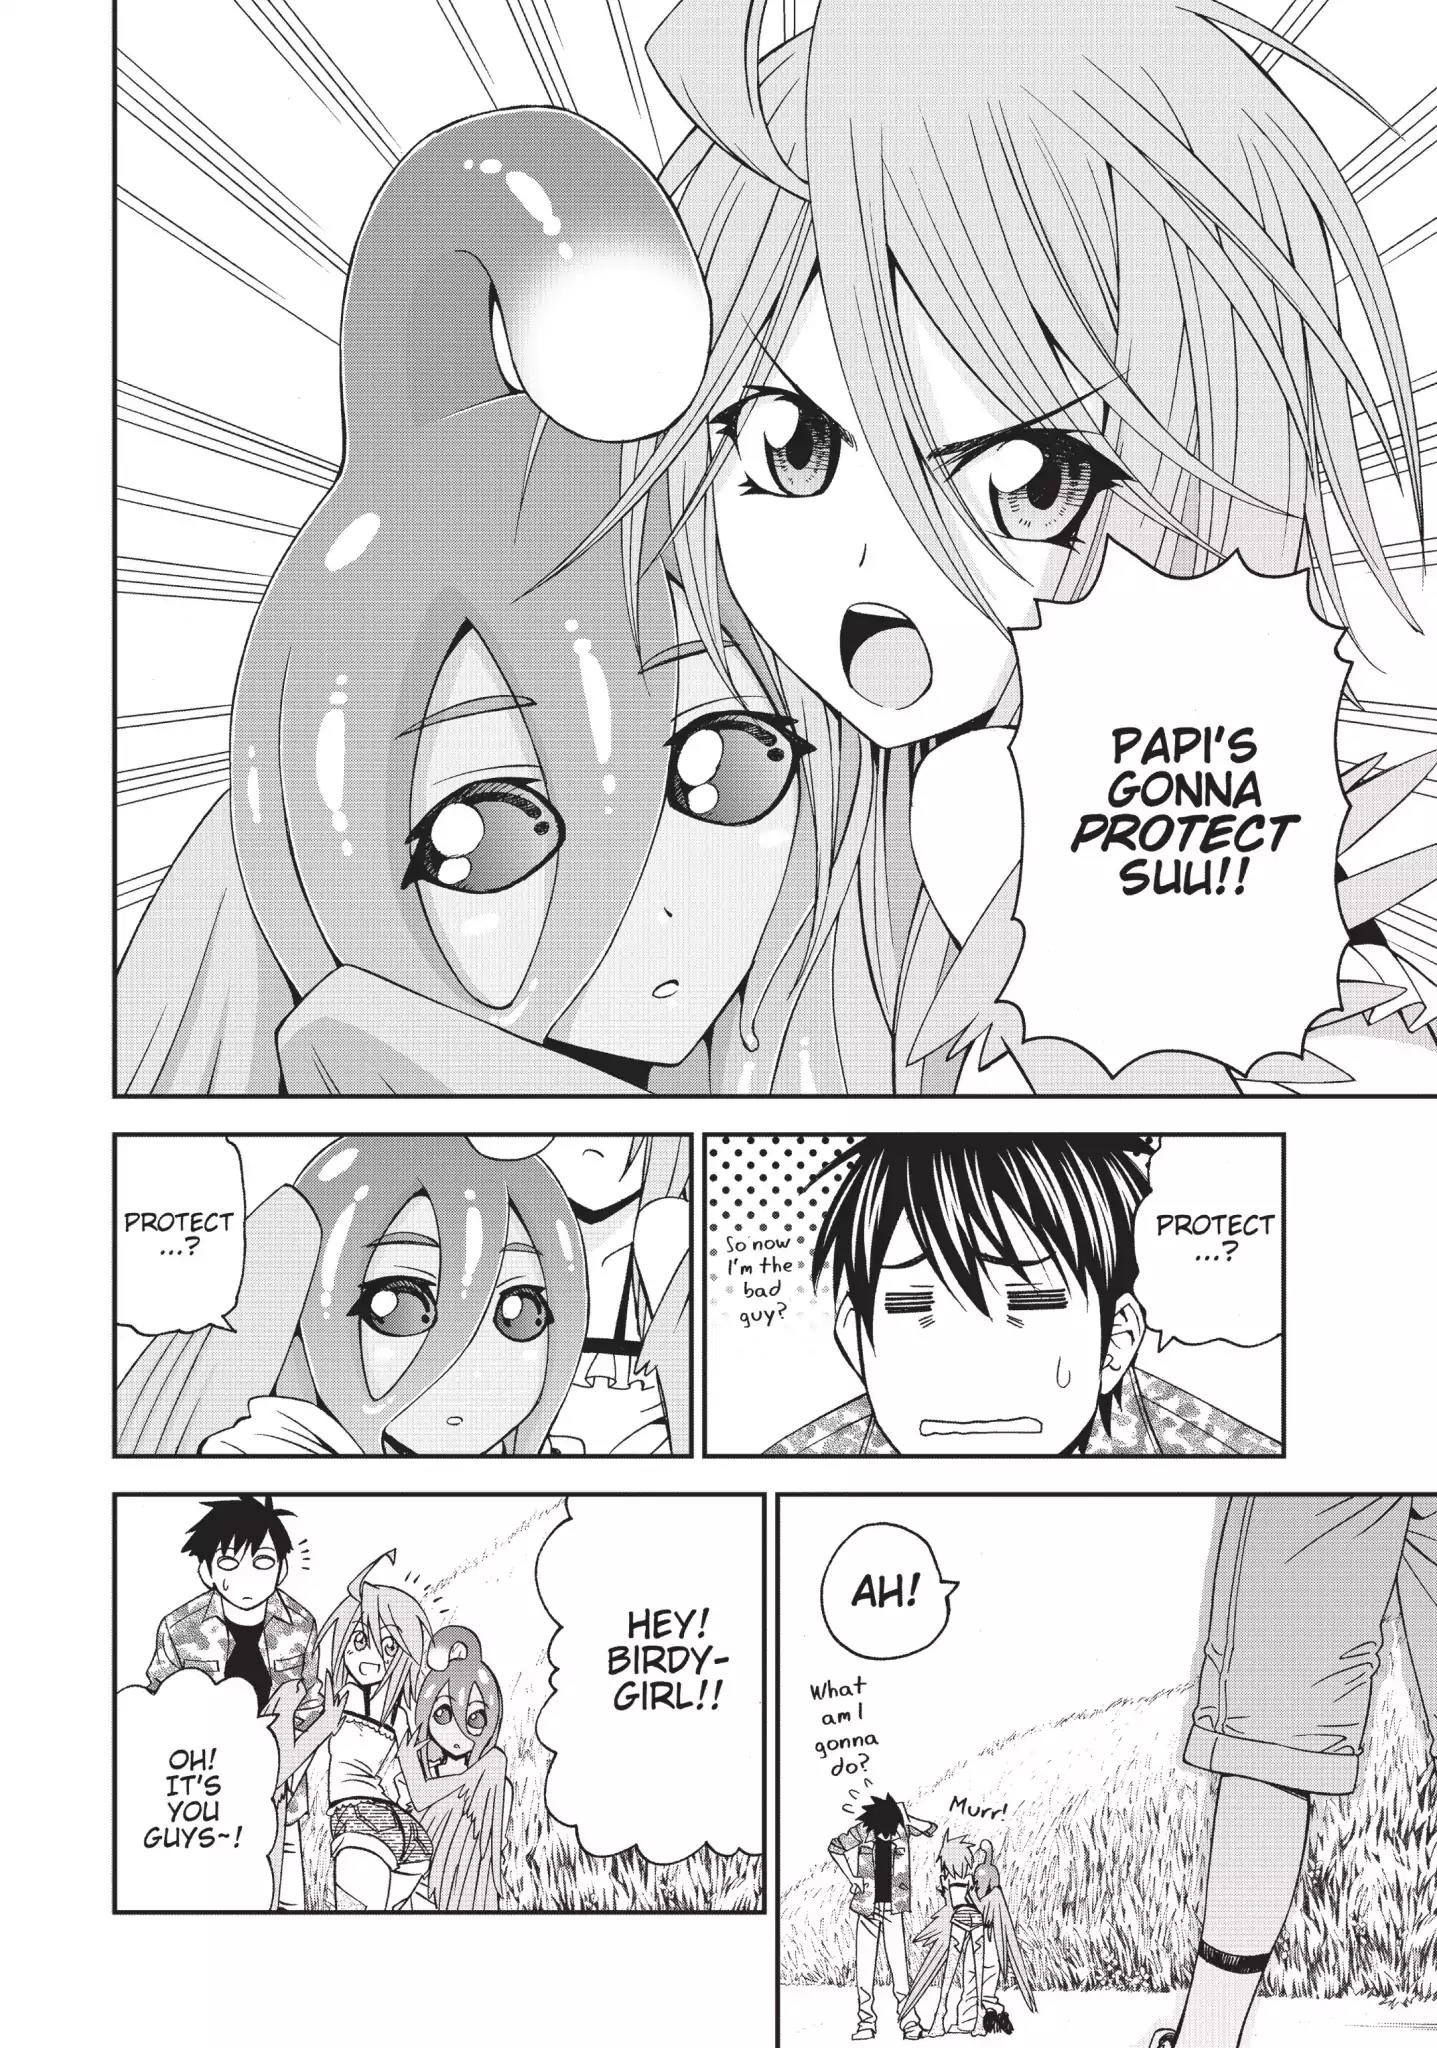 PAPI'S
GONNA
PROTECT
SUU!!
PROTECT
...?
So now
I'm the
bad
guy?
PROTECT
...?
AH!
What
am I
gonna
do?
Murr!
HEY!
BIRDY-
GIRL!!
OH!
IT'S
YOU
GUYS~!